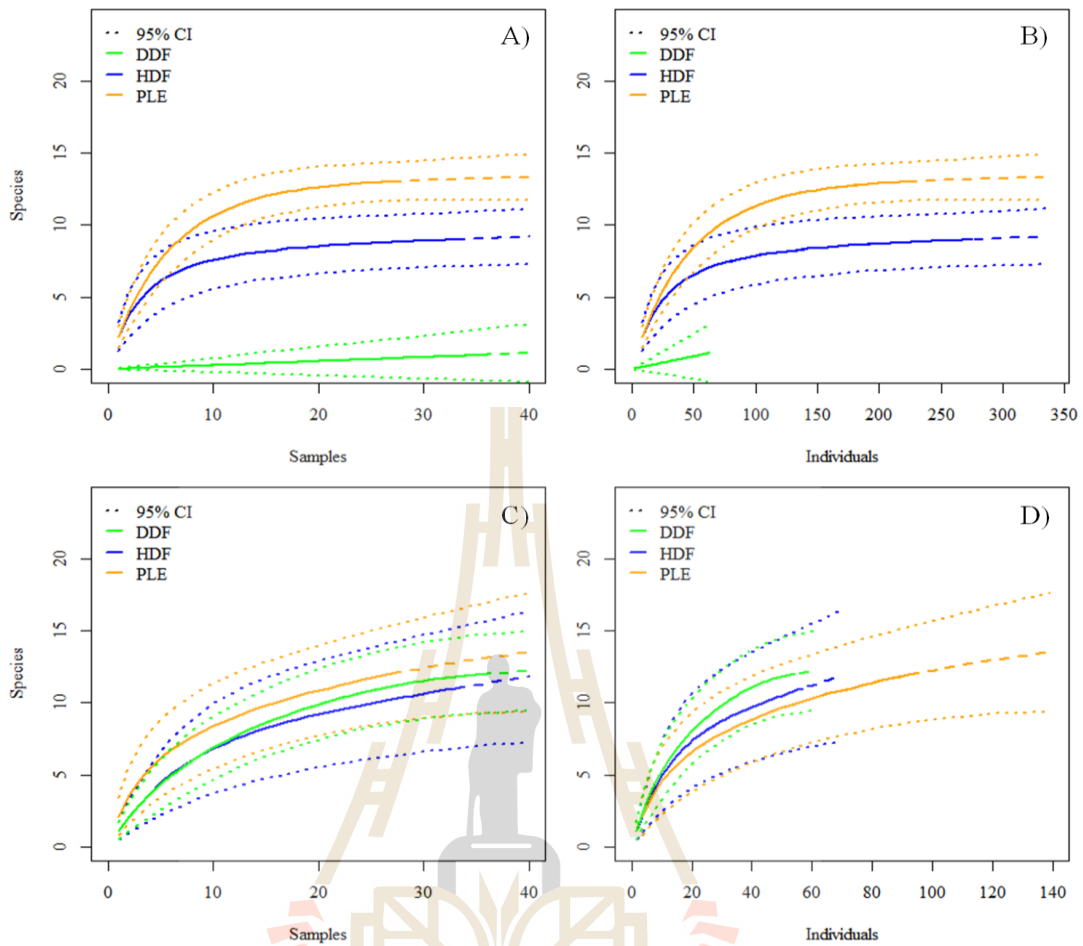 A)
95% CI
DDF
HDF
PLE
Species
20
15
10
5
0
0 10 20 30 40
Samples
B)
95% CI
DDF
HDF
PLE
20
15
10
5
0
0 50 100 150 200 250 300 350
Individuals
C)
95% CI
DDF
HDF
PLE
Species
20
15
10
5
0
0 10 20 30 40
Samples
D)
95% CI
DDF
HDF
PLE
20
15
10
5
0
0 20 40 60 80 100 120 140
Individuals